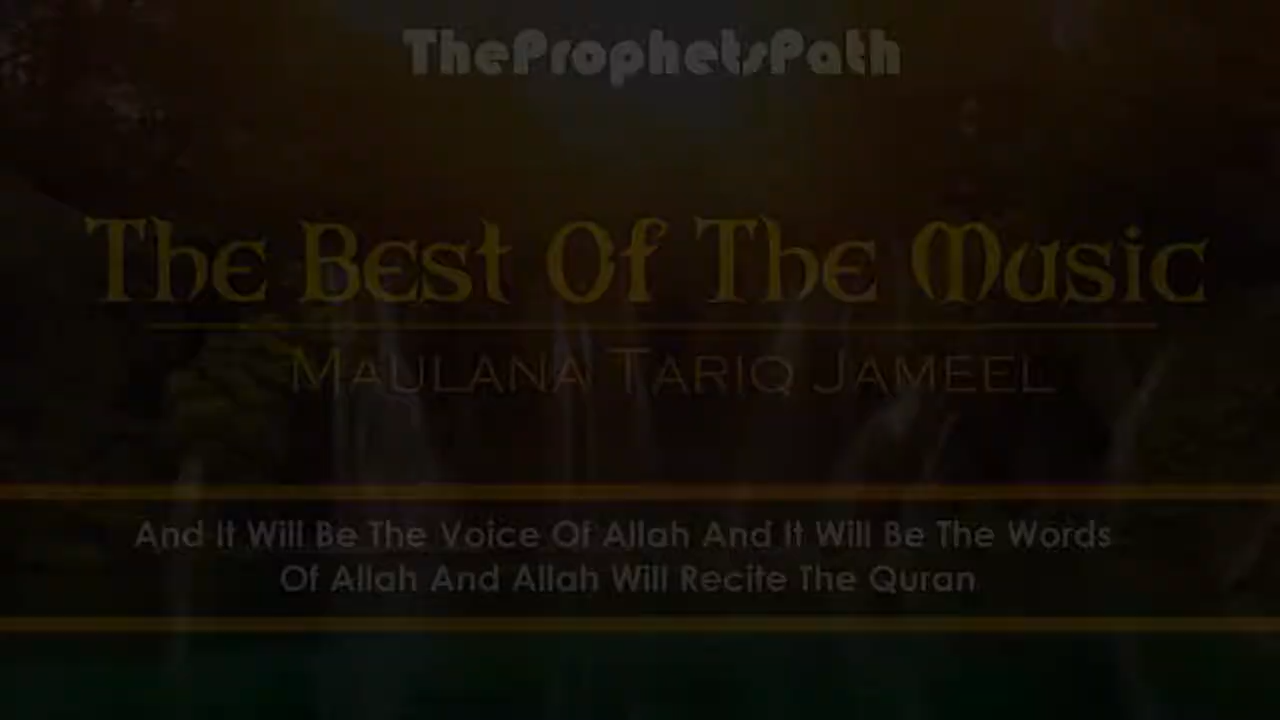 TheProphetsPath
The Best Of The Music
Maulana Tariq Jameel
And It Will Be The Voice Of Allah And It Will Be The Words
Of Allah And Allah Will Recite The Quran